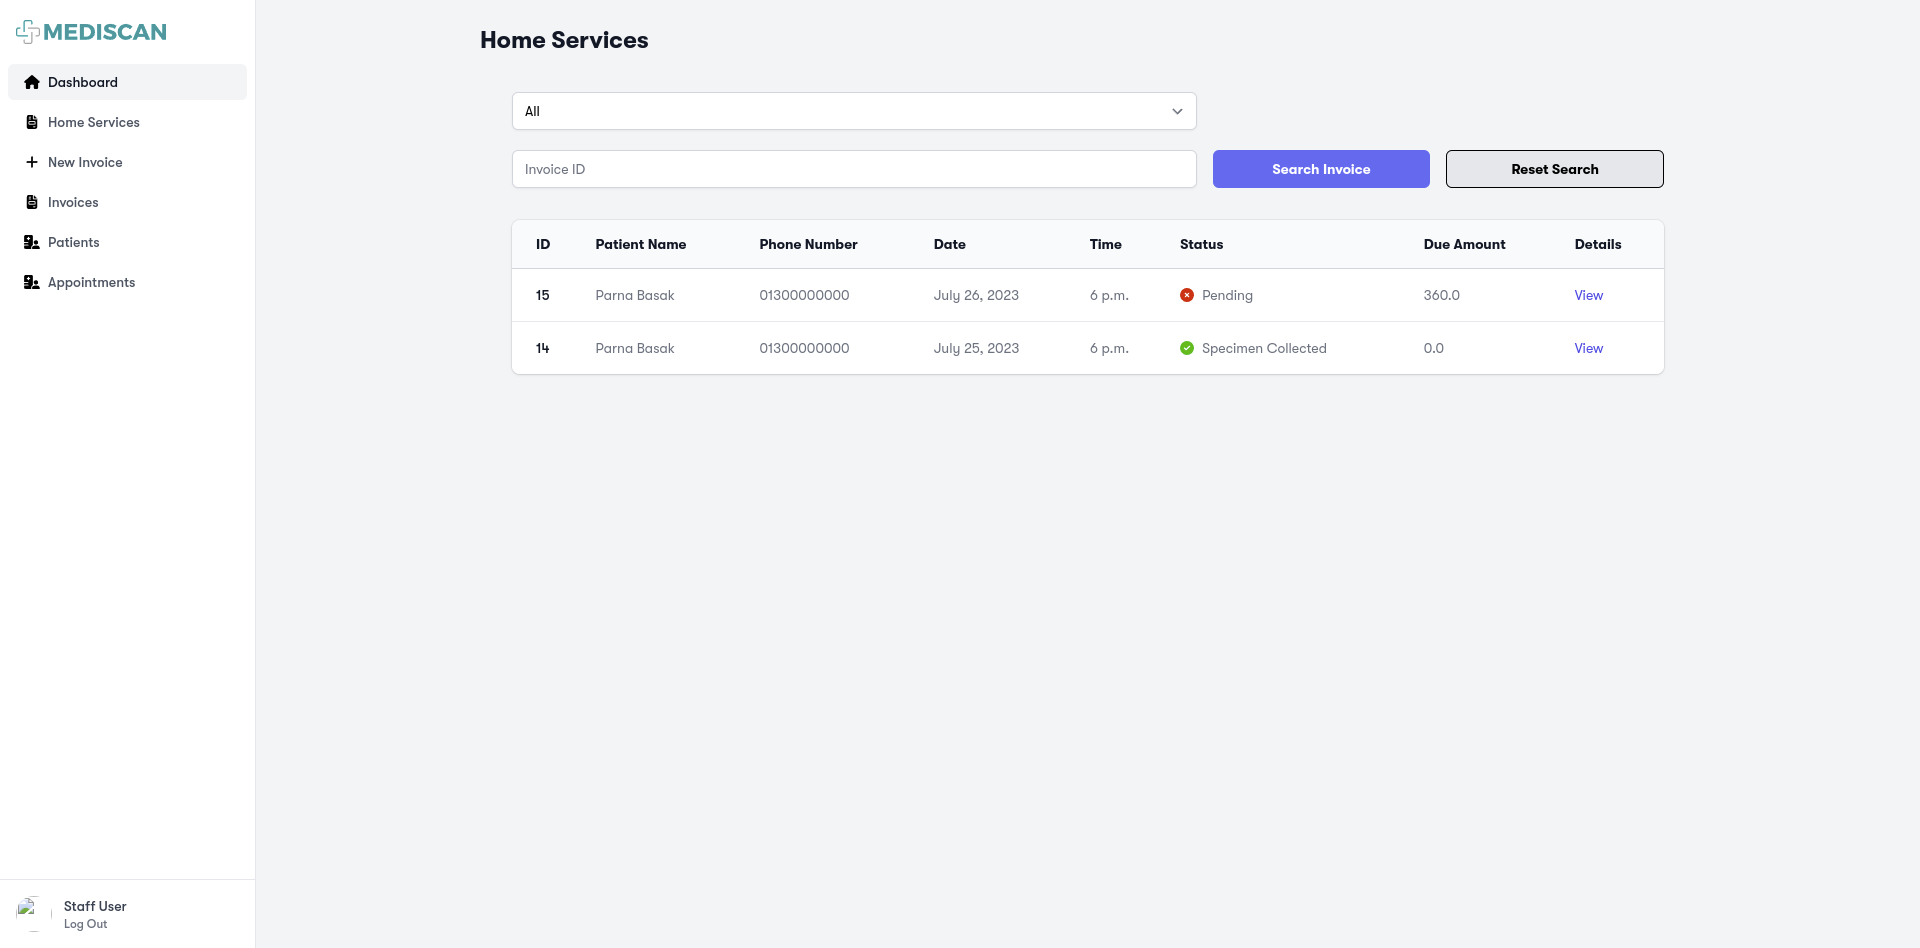 MEDISCAN
Dashboard
Home Services
New Invoice
Invoices
Patients
Appointments
Staff User
Log Out
Home Services
All
Invoice ID
Search Invoice
Reset Search
ID Patient Name Phone Number Date Time Status Due Amount Details
15 Parna Basak 01300000000 July 26, 2023 6 p.m. Pending 360.0 View
14 Parna Basak 01300000000 July 25, 2023 6 p.m. Specimen Collected 0.0 View